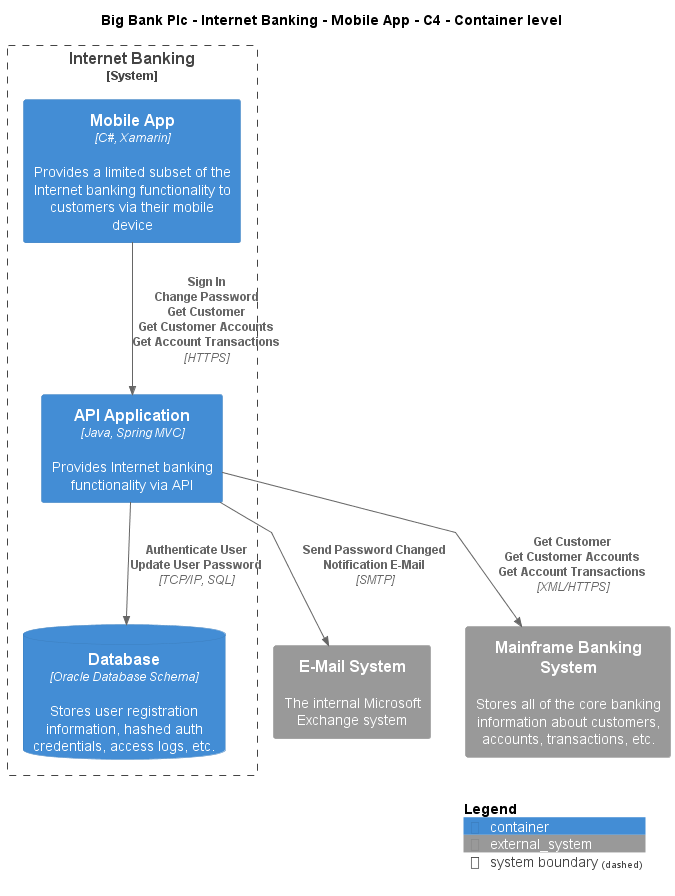 Big Bank Plc - Internet Banking - Mobile App - C4 - Container level
Internet Banking
[System]
Mobile App
[C#, Xamarin]
Provides a limited subset of the
Internet banking functionality to
customers via their mobile
device
Sign In
Change Password
Get Customer
Get Customer Accounts
Get Account Transactions
[HTTPS]
API Application
[Java, Spring MVC]
Provides Internet banking
functionality via API
Authenticate User
Update User Password
[TCP/IP, SQL]
Send Password Changed
Notification E-Mail
[SMTP]
Get Customer
Get Customer Accounts
Get Account Transactions
[XML/HTTPS]
Database
[Oracle Database Schema]
Stores user registration
information, hashed auth
credentials, access logs, etc.
E-Mail System
The internal Microsoft
Exchange system
Mainframe Banking
System
Stores all of the core banking
information about customers,
accounts, transactions, etc.
Legend
container
external_system
system boundary (dashed)